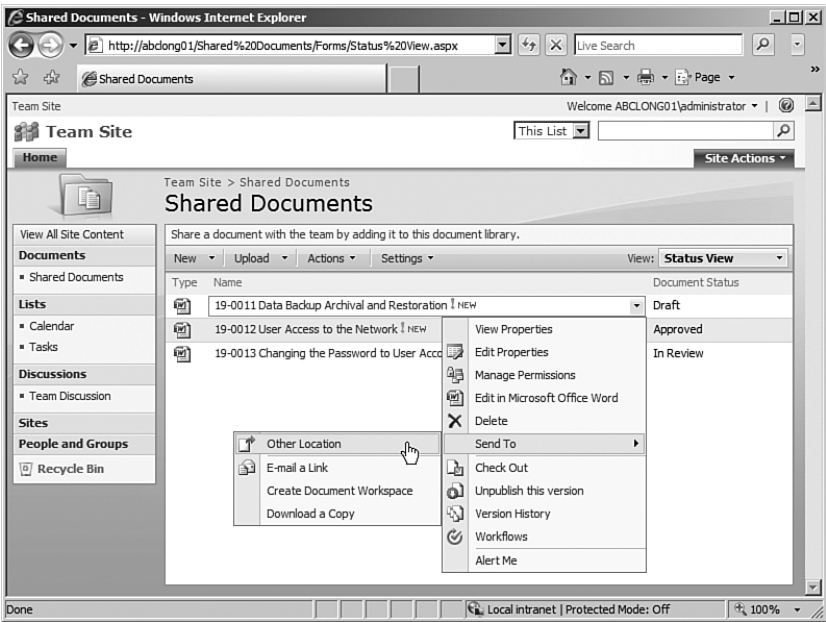 Shared Documents - Windows Internet Explorer
http://abclong01/Shared%20Documents/Forms/Status%20View.aspx
Live Search
Shared Documents
Page
Team Site
Welcome ABCLONG01\administrator
Team Site
This List
Home
Site Actions
Team Site > Shared Documents
Shared Documents
View All Site Content
Documents
Shared Documents
Lists
Calendar
Tasks
Discussions
Team Discussion
Sites
People and Groups
Recycle Bin
Share a document with the team by adding it to this document library.
New Upload Actions Settings View: Status View
Type Name Document Status
19-0011 Data Backup Archival and Restoration ! NEW Draft
19-0012 User Access to the Network ! NEW Approved
19-0013 Changing the Password to User Acco In Review
View Properties
Edit Properties
Manage Permissions
Edit in Microsoft Office Word
Delete
Send To
Other Location
E-mail a Link
Create Document Workspace
Download a Copy
Check Out
Unpublish this version
Version History
Workflows
Alert Me
Done Local intranet | Protected Mode: Off 100%